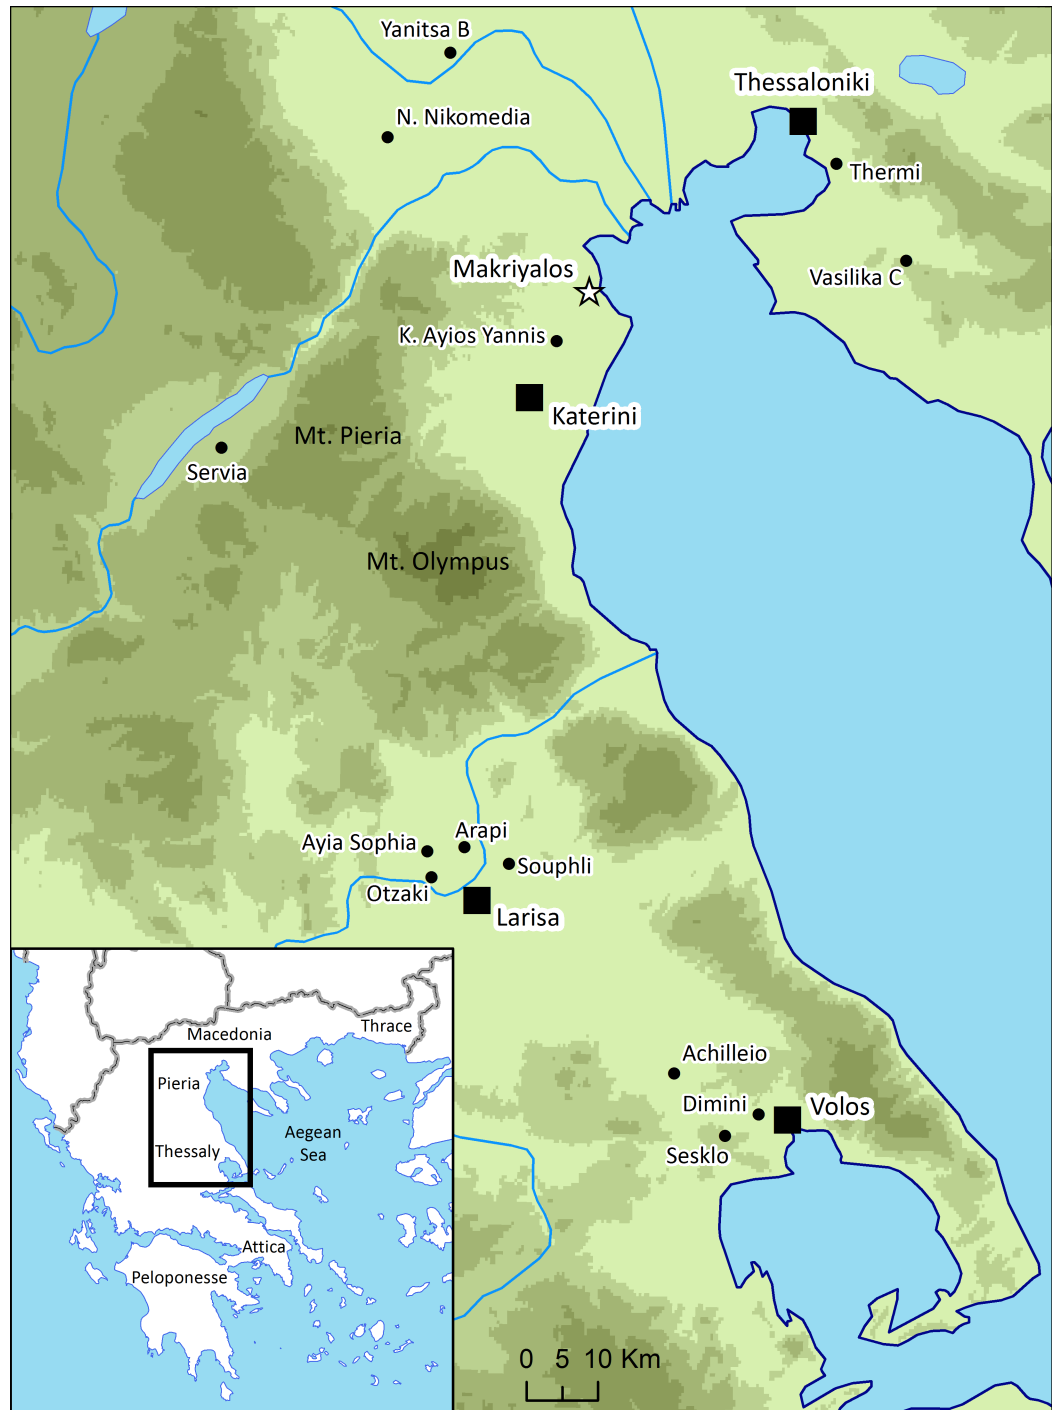 Yanitsa B
Thessaloniki
N. Nikomedia
Thermi
Makriyalos
Vasilika C
K. Ayios Yannis
Katerini
Mt. Pieria
Servia
Mt. Olympus
Arapi
Ayia Sophia
Souphli
Otzaki
Larisa
Thrace
Macedonia
Pieria
Aegean
Sea
Thessaly
Attica
Peloponesse
Achilleio
Dimini
Volos
Sesklo
0 5 10 Km